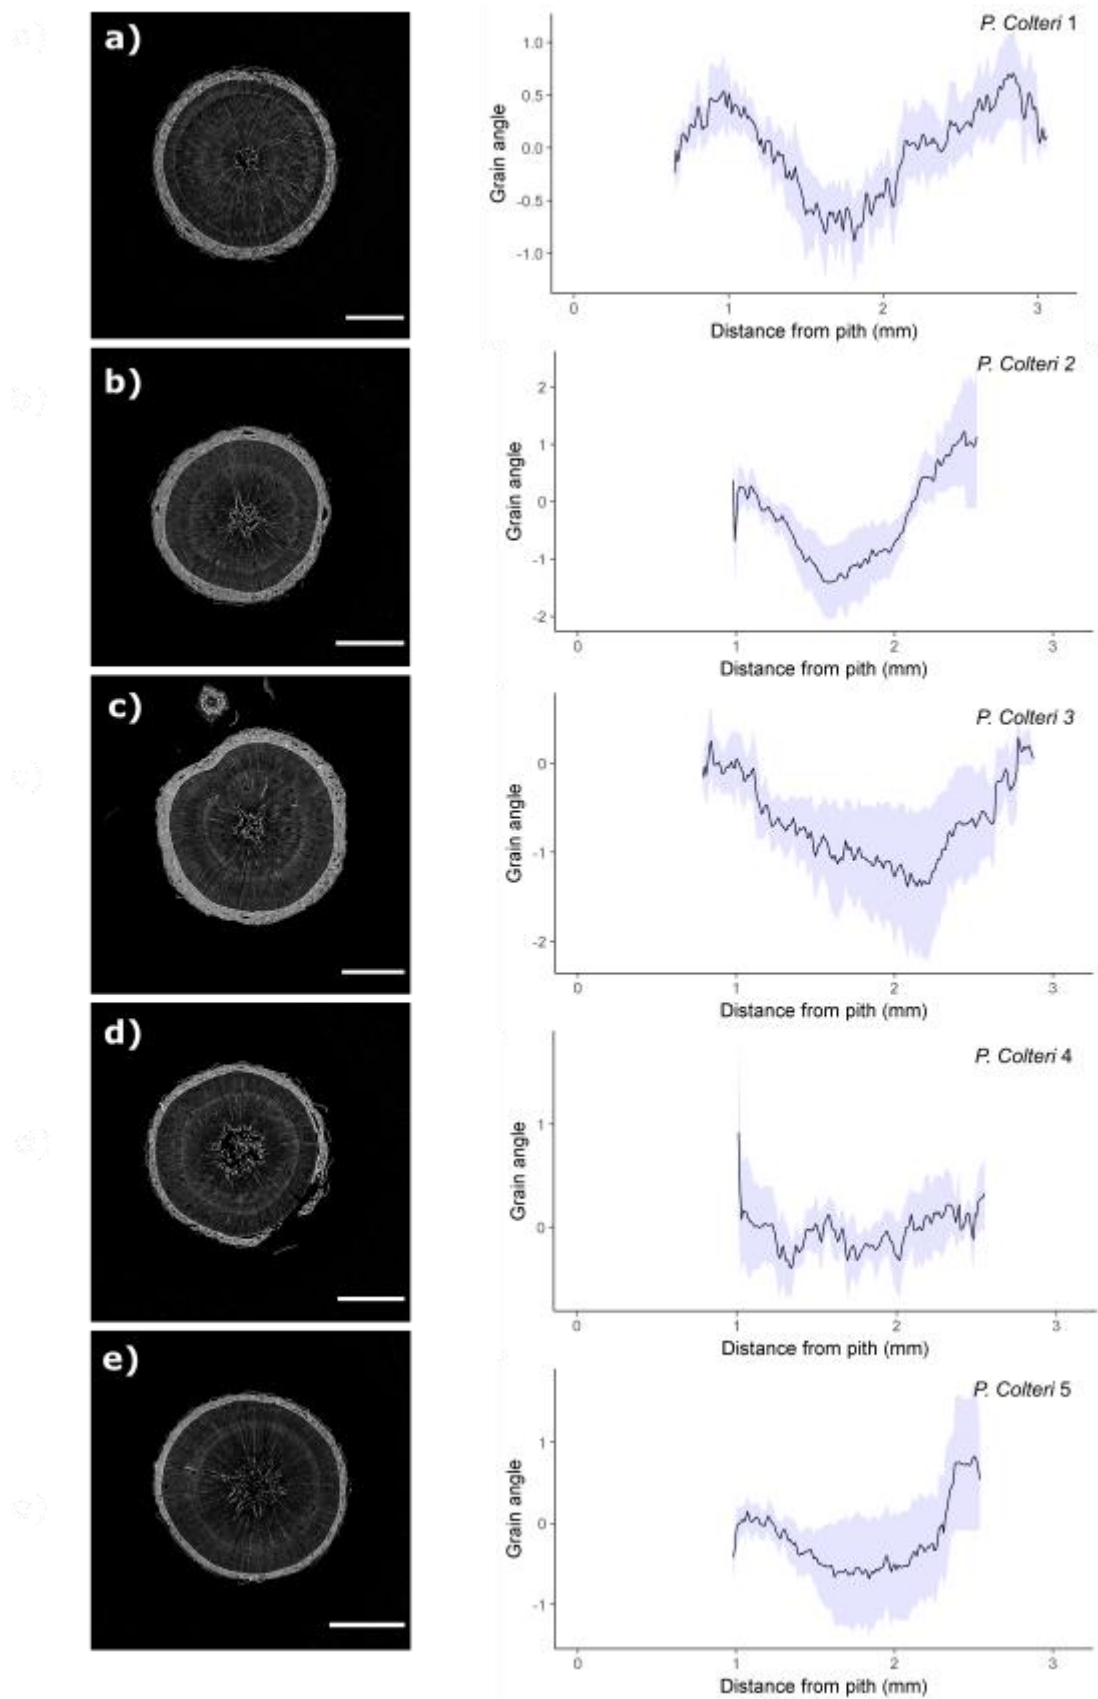 a)
P. Colteri 1
1.0
0.5
0.0
-0.5
-1.0
Grain angle
0 1 2 3
Distance from pith (mm)
b)
P. Colteri 2
2
1
0
-1
-2
Grain angle
0 1 2 3
Distance from pith (mm)
c)
P. Colteri 3
0
-1
-2
Grain angle
0 1 2 3
Distance from pith (mm)
d)
P. Colteri 4
1
0
Grain angle
0 1 2 3
Distance from pith (mm)
e)
P. Colteri 5
1
0
-1
Grain angle
0 1 2 3
Distance from pith (mm)